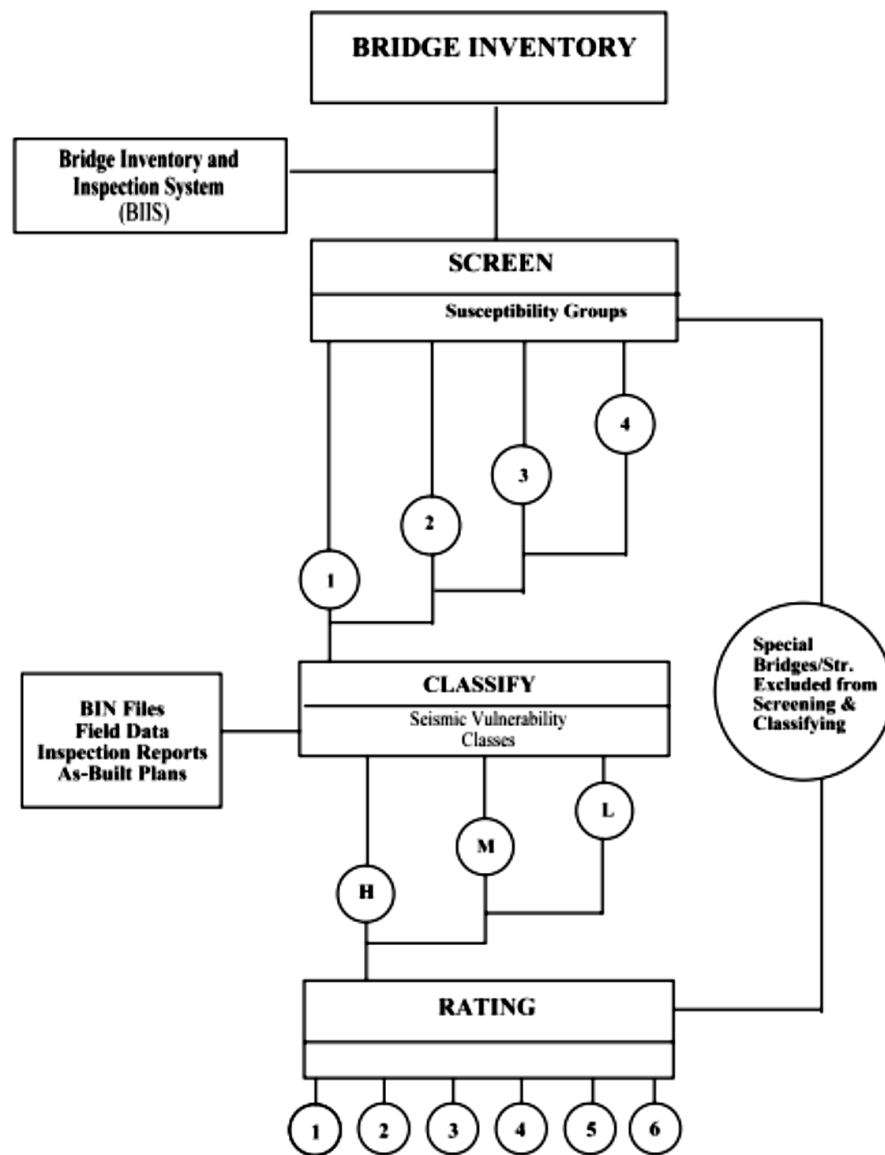 BRIDGE INVENTORY
Bridge Inventory and
Inspection System
(BIIS)
SCREEN
Susceptibility Groups
4
3
2
1
Special
Bridges/Str.
Excluded from
Screening &
Classifying
CLASSIFY
Seismic Vulnerability
Classes
BIN Files
Field Data
Inspection Reports
As-Built Plans
L
M
H
RATING
1 2 3 4 5 6